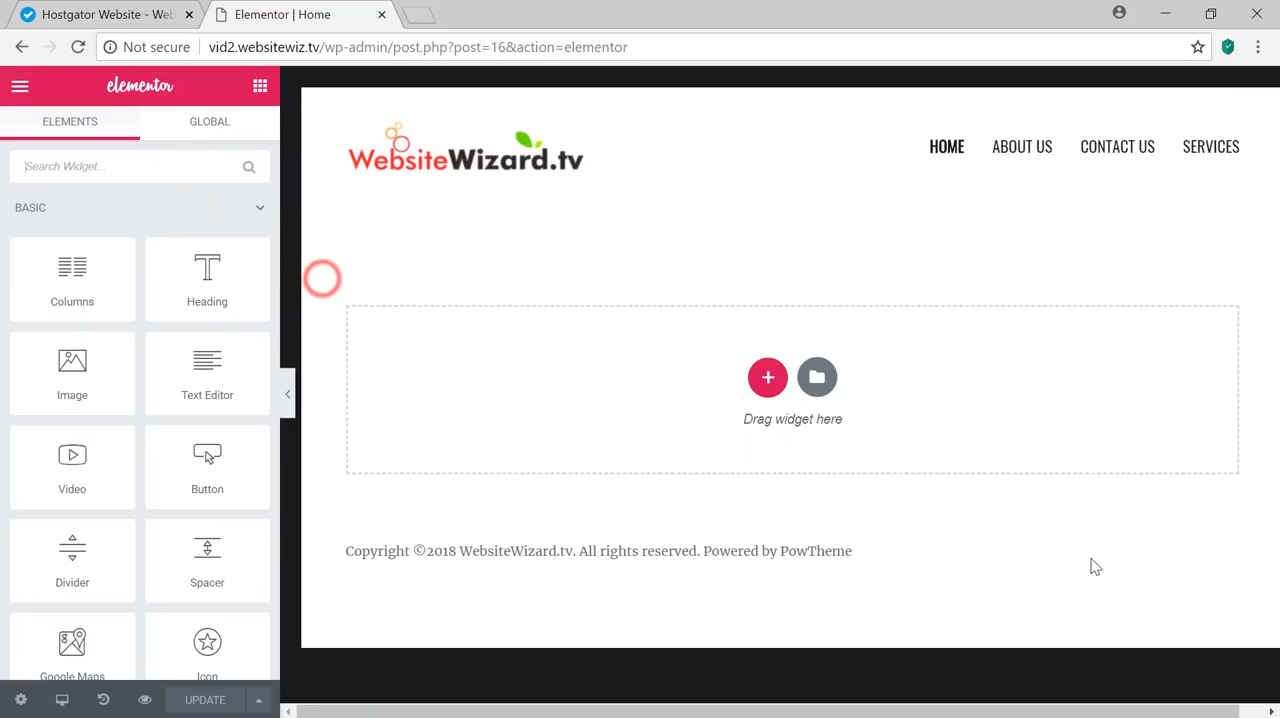 Hostgator Web - Web
Elementor | Home
Not secure
vid2.websitewiz.tv/wp-admin/post.php?post=16&action=elementor
elementor
ELEMENTS
GLOBAL
Search Widget...
BASIC
Columns
Heading
Image
Text Editor
Video
Button
Divider
Spacer
Google Maps
Icon
UPDATE
WebsiteWizard.tv
HOME
ABOUT US
CONTACT US
SERVICES
Drag widget here
Copyright ©2018 WebsiteWizard.tv. All rights reserved. Powered by PowTheme